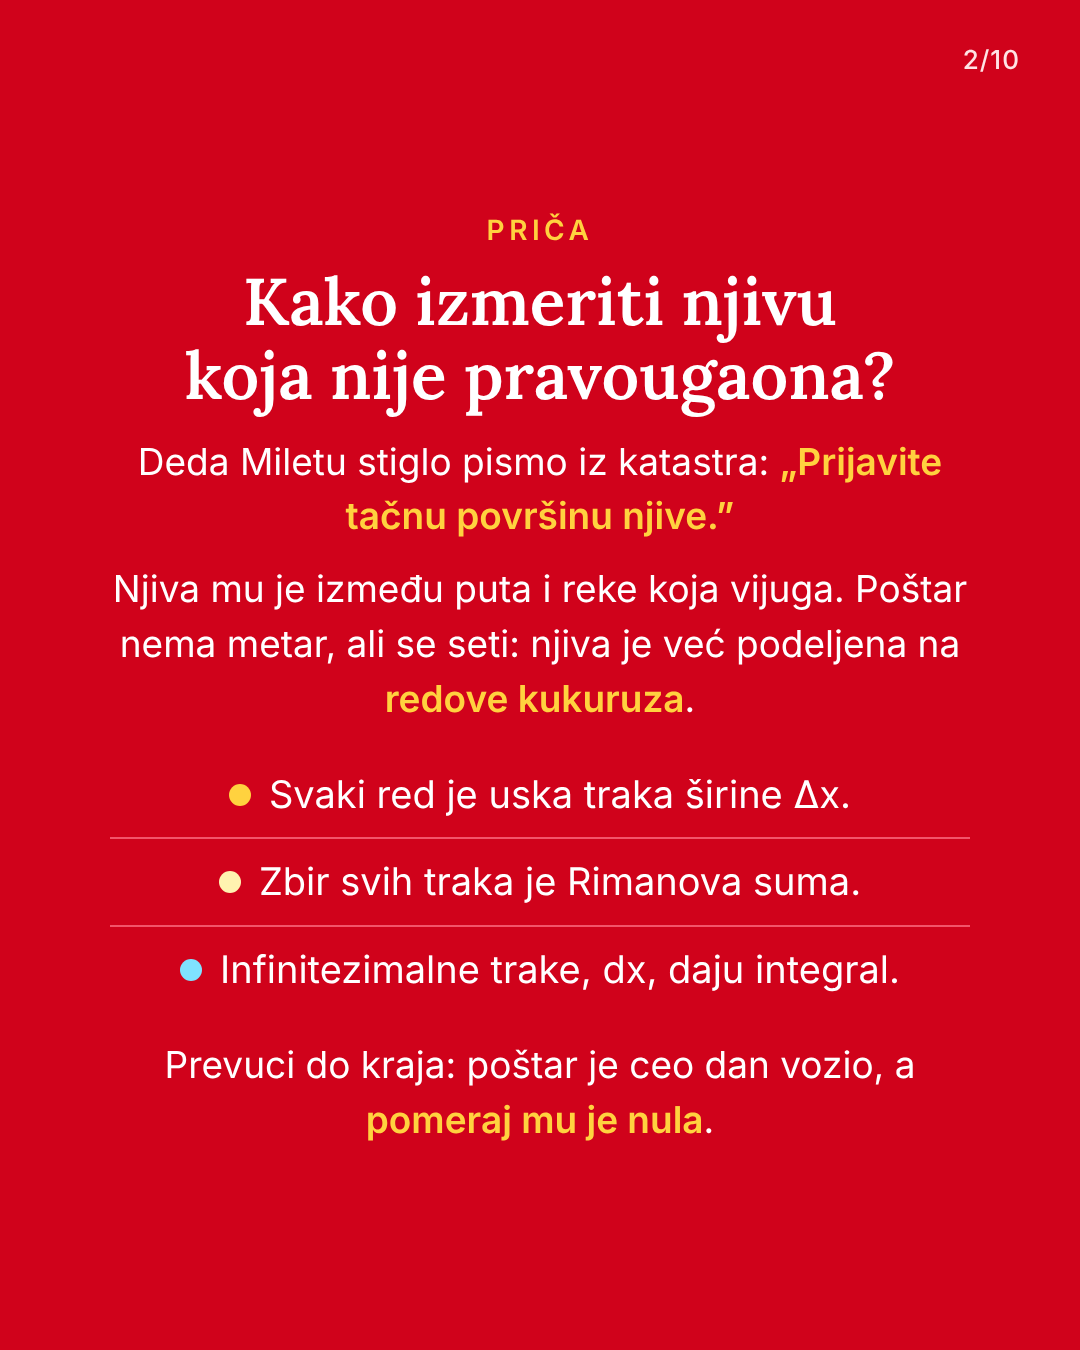 2/10
PRIČA
Kako izmeriti njivu
koja nije pravougaona?
Deda Miletu stiglo pismo iz katastra: „Prijavite
tačnu površinu njive.”
Njiva mu je između puta i reke koja vijuga. Poštar
nema metar, ali se seti: njiva je već podeljena na
redove kukuruza.
Svaki red je uska traka širine Δx.
Zbir svih traka je Rimanova suma.
Infinitezimalne trake, dx, daju integral.
Prevuci do kraja: poštar je ceo dan vozio, a
pomeraj mu je nula.